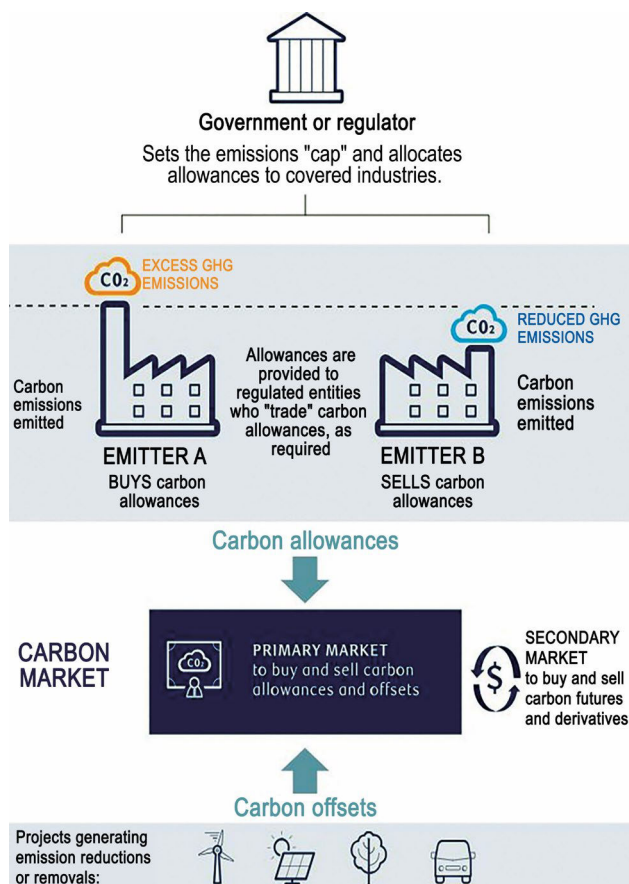 Government or regulator
Sets the emissions "cap" and allocates
allowances to covered industries.
CO₂
EXCESS GHG
EMISSIONS
CO₂
REDUCED GHG
EMISSIONS
Carbon
emissions
emitted
Allowances are
provided to
regulated entities
who "trade" carbon
allowances, as
required
Carbon
emissions
emitted
EMITTER A
BUYS carbon
allowances
EMITTER B
SELLS carbon
allowances
Carbon allowances
CARBON
MARKET
CO₂
PRIMARY MARKET
to buy and sell carbon
allowances and offsets
$
SECONDARY
MARKET
to buy and sell
carbon futures
and derivatives
Carbon offsets
Projects generating
emission reductions
or removals: